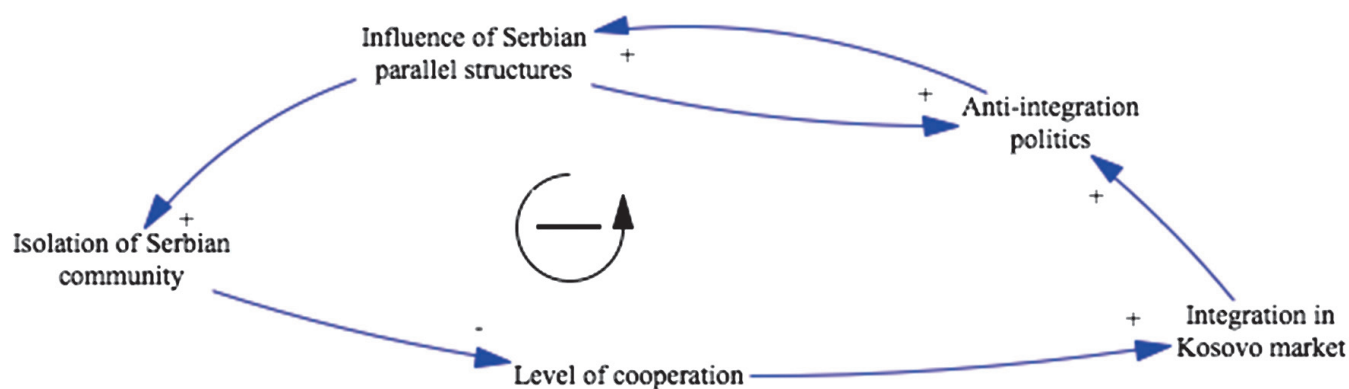 Influence of Serbian
parallel structures
+
+
Anti-integration
politics
+
+
Isolation of Serbian
community
-
Level of cooperation
+
Integration in
Kosovo market